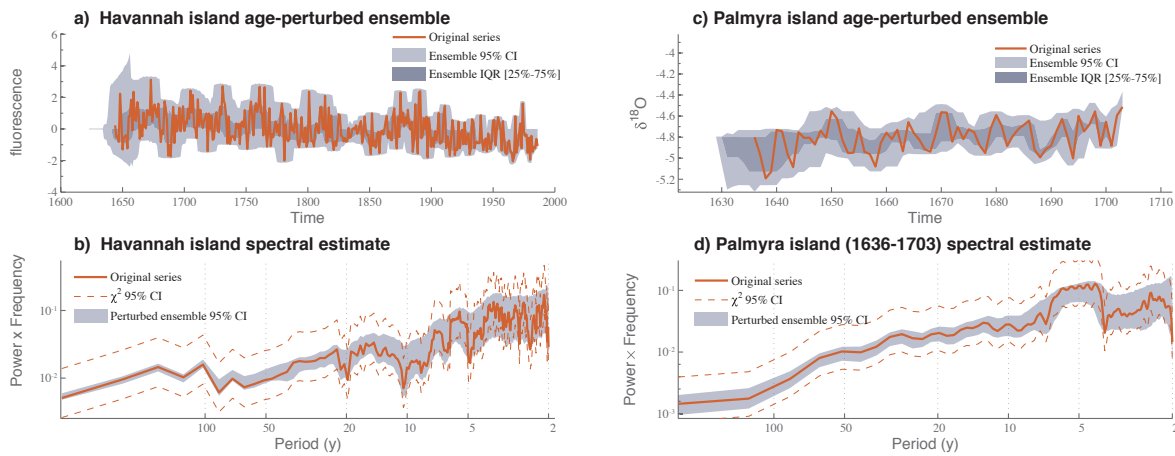 a) Havannah island age-perturbed ensemble
Original series
Ensemble 95% CI
Ensemble IQR [25%-75%]
fluorescence
6
4
2
0
-2
-4
1600
1650
1700
1750
1800
1850
1900
1950
2000
Time
c) Palmyra island age-perturbed ensemble
Original series
Ensemble 95% CI
Ensemble IQR [25%-75%]
δ18O
-4
-4.2
-4.4
-4.6
-4.8
-5
-5.2
1630
1640
1650
1660
1670
1680
1690
1700
1710
Time
b) Havannah island spectral estimate
Original series
χ2 95% CI
Perturbed ensemble 95% CI
Power x Frequency
10-1
10-2
100
50
20
10
5
2
Period (y)
d) Palmyra island (1636-1703) spectral estimate
Original series
χ2 95% CI
Perturbed ensemble 95% CI
Power × Frequency
10-1
10-2
10-3
100
50
20
10
5
2
Period (y)